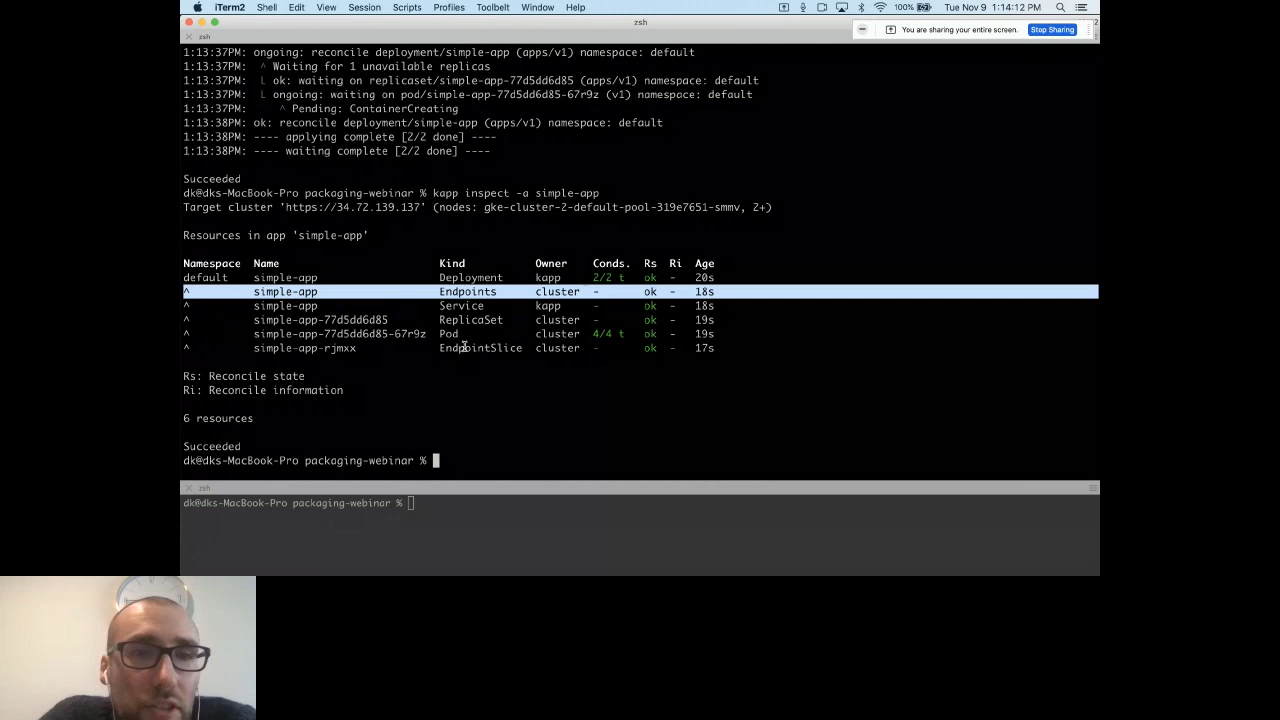 iTerm2 Shell Edit View Session Scripts Profiles Toolbelt Window Help 100% Tue Nov 9 1:14:12 PM
zsh
You are sharing your entire screen. Stop Sharing
zsh
1:13:37PM: ongoing: reconcile deployment/simple-app (apps/v1) namespace: default
1:13:37PM:  ^ Waiting for 1 unavailable replicas
1:13:37PM:  L ok: waiting on replicaset/simple-app-77d5dd6d85 (apps/v1) namespace: default
1:13:37PM:  L ongoing: waiting on pod/simple-app-77d5dd6d85-67r9z (v1) namespace: default
1:13:37PM:     ^ Pending: ContainerCreating
1:13:38PM: ok: reconcile deployment/simple-app (apps/v1) namespace: default
1:13:38PM: ---- applying complete [2/2 done] ----
1:13:38PM: ---- waiting complete [2/2 done] ----
Succeeded
dk@dks-MacBook-Pro packaging-webinar % kapp inspect -a simple-app
Target cluster 'https://34.72.139.137' (nodes: gke-cluster-2-default-pool-319e7651-smmv, 2+)
Resources in app 'simple-app'
Namespace Name Kind Owner Conds. Rs Ri Age
default simple-app Deployment kapp 2/2 t ok - 20s
^ simple-app Endpoints cluster - ok - 18s
^ simple-app Service kapp - ok - 18s
^ simple-app-77d5dd6d85 ReplicaSet cluster - ok - 19s
^ simple-app-77d5dd6d85-67r9z Pod cluster 4/4 t ok - 19s
^ simple-app-rjmxx EndpointSlice cluster - ok - 17s
Rs: Reconcile state
Ri: Reconcile information
6 resources
Succeeded
dk@dks-MacBook-Pro packaging-webinar %
zsh
dk@dks-MacBook-Pro packaging-webinar %